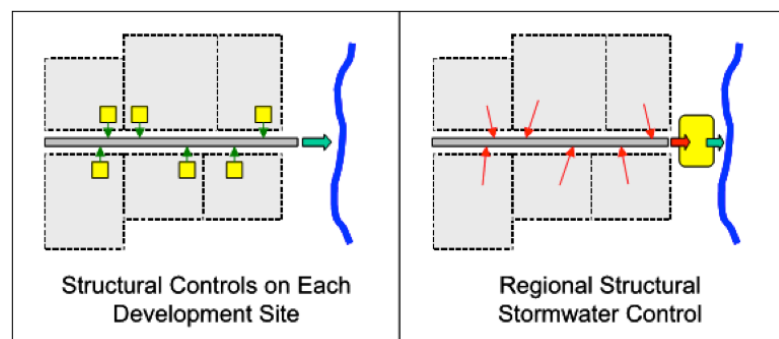 Structural Controls on Each
Development Site
Regional Structural
Stormwater Control